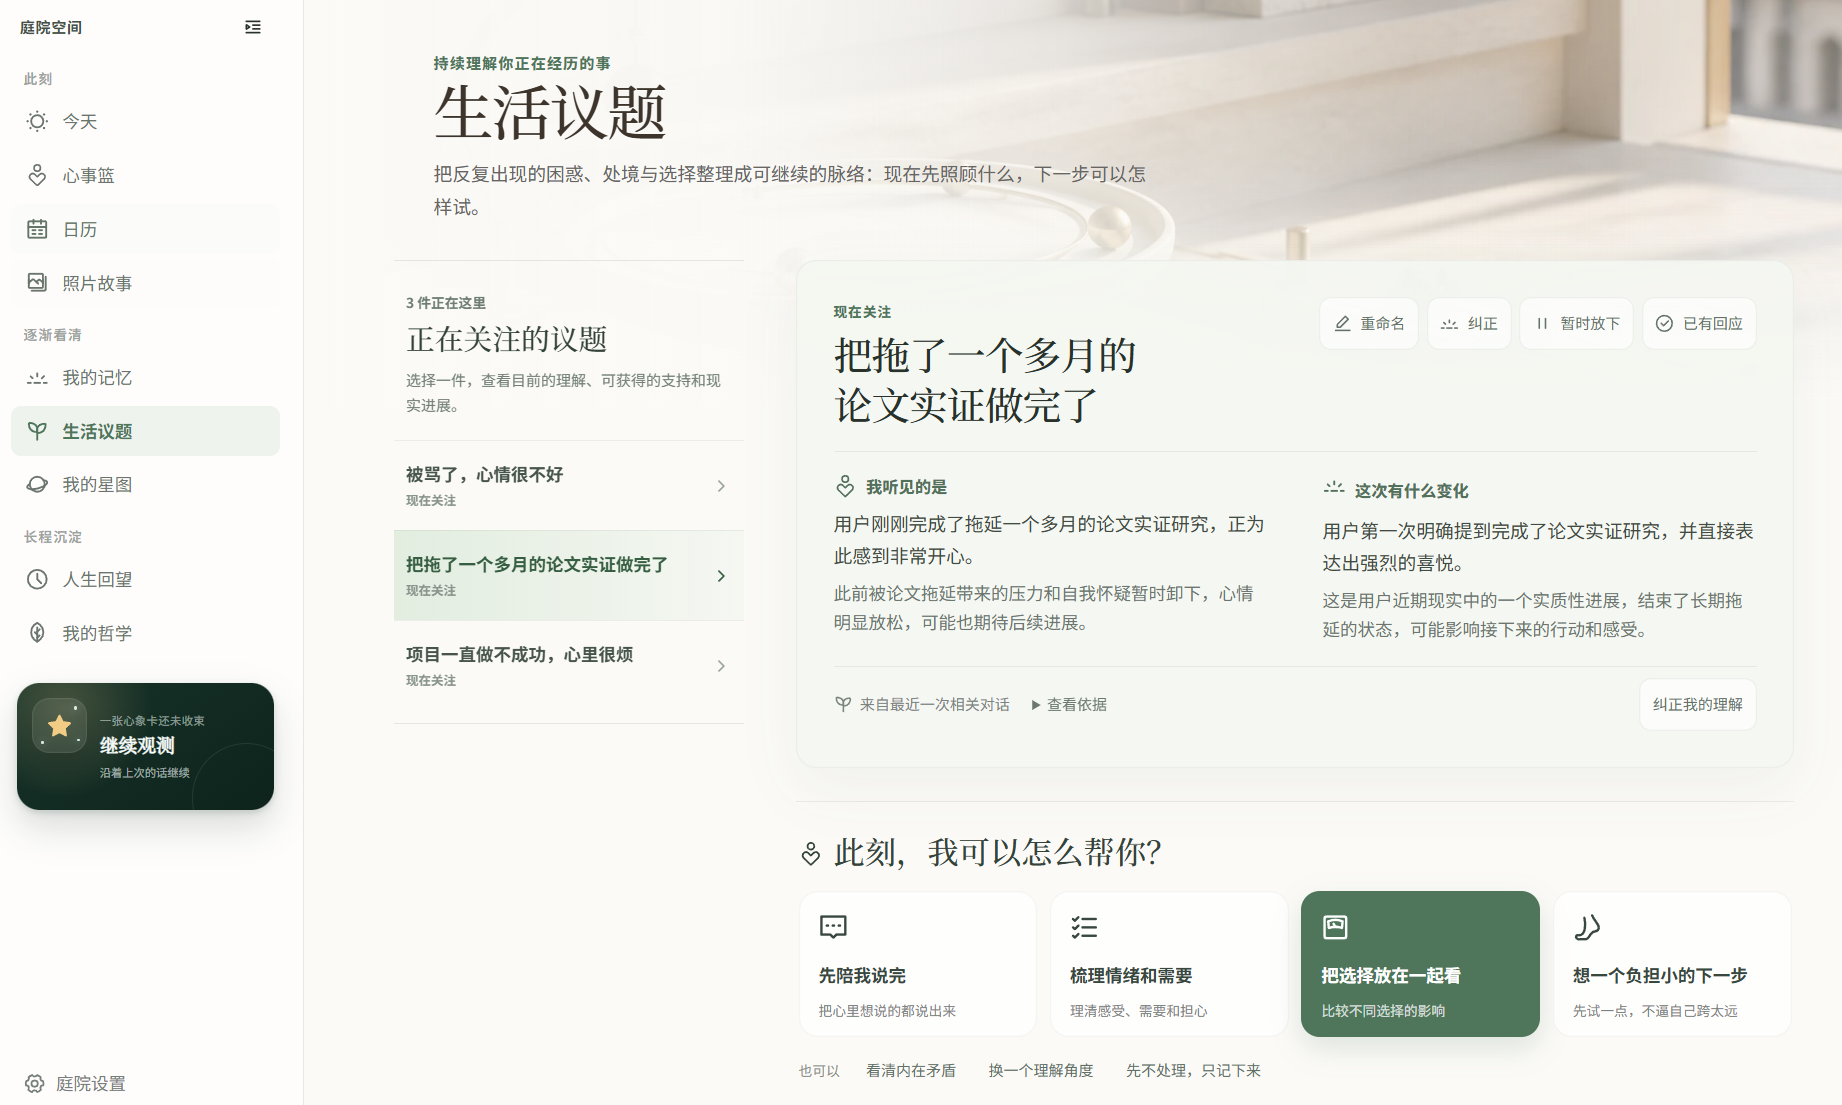 庭院空间
此刻
今天
心事篮
日历
照片故事
逐渐看清
我的记忆
生活议题
我的星图
长程沉淀
人生回望
我的哲学
一张心象卡还未收束
继续观测
沿着上次的话继续
庭院设置
持续理解你正在经历的事
生活议题
把反复出现的困惑、处境与选择整理成可继续的脉络：现在先照顾什么，下一步可以怎
样试。
3 件正在这里
正在关注的议题
选择一件，查看目前的理解、可获得的支持和现
实进展。
被骂了，心情很不好
现在关注
把拖了一个多月的论文实证做完了
现在关注
项目一直做不成功，心里很烦
现在关注
现在关注
重命名
纠正
暂时放下
已有回应
把拖了一个多月的
论文实证做完了
我听见的是
用户刚刚完成了拖延一个多月的论文实证研究，正为
此感到非常开心。
此前被论文拖延带来的压力和自我怀疑暂时卸下，心情
明显放松，可能也期待后续进展。
这次有什么变化
用户第一次明确提到完成了论文实证研究，并直接表
达出强烈的喜悦。
这是用户近期现实中的一个实质性进展，结束了长期拖
延的状态，可能影响接下来的行动和感受。
来自最近一次相关对话
查看依据
纠正我的理解
此刻，我可以怎么帮你？
先陪我说完
把心里想说的都说出来
梳理情绪和需要
理清感受、需要和担心
把选择放在一起看
比较不同选择的影响
想一个负担小的下一步
先试一点，不逼自己跨太远
也可以
看清内在矛盾
换一个理解角度
先不处理，只记下来